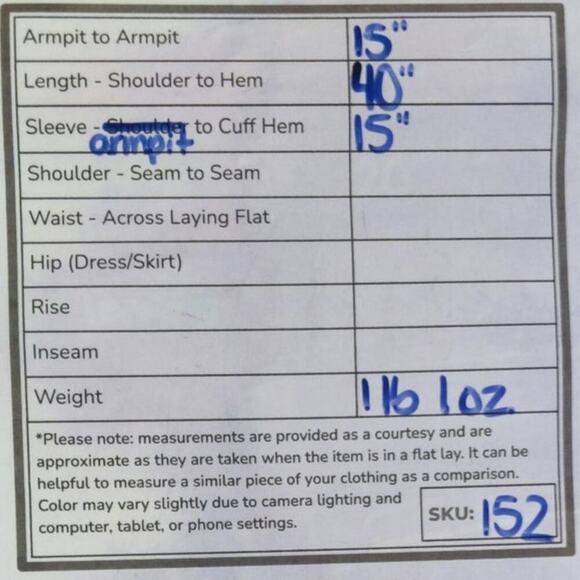 Armpit to Armpit 15"
Length - Shoulder to Hem 40"
Sleeve - Shoulder to Cuff Hem 15"
armpit
Shoulder - Seam to Seam
Waist - Across Laying Flat
Hip (Dress/Skirt)
Rise
Inseam
Weight 1 lb 1 oz.
*Please note: measurements are provided as a courtesy and are
approximate as they are taken when the item is in a flat lay. It can be
helpful to measure a similar piece of your clothing as a comparison.
Color may vary slightly due to camera lighting and
computer, tablet, or phone settings.
SKU: 152